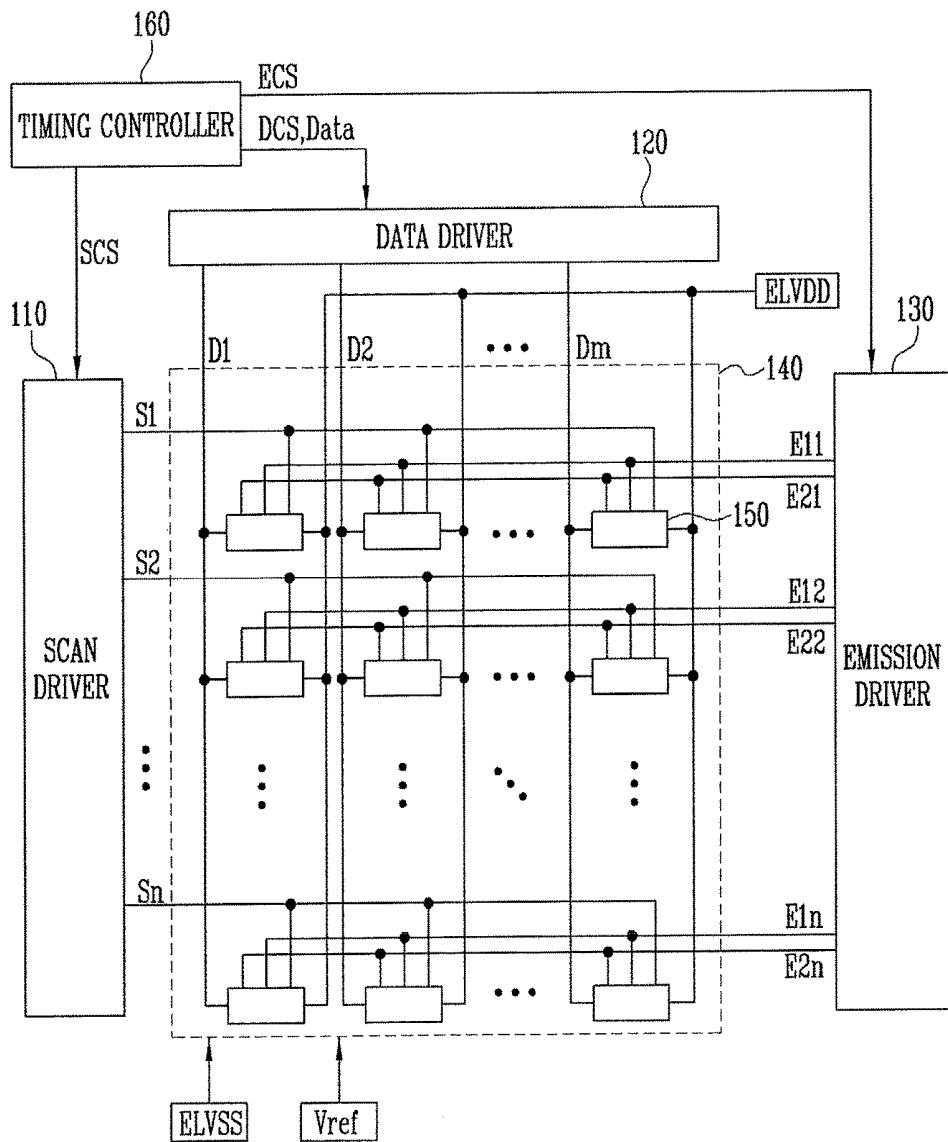 160
ECS
TIMING CONTROLLER
DCS,Data
120
DATA DRIVER
SCS
ELVDD
110
130
D1
D2
Dm
140
S1
E11
E21
150
S2
E12
E22
SCAN
DRIVER
EMISSION
DRIVER
Sn
E1n
E2n
ELVSS
Vref